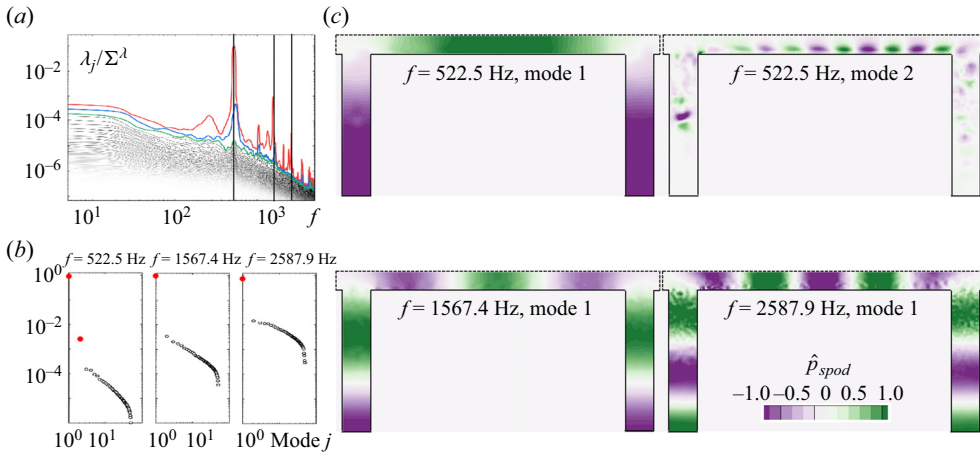 (a)
λj/Σλ
10−2
10−4
10−6
101 102 103 f
(b)
f = 522.5 Hz f = 1567.4 Hz f = 2587.9 Hz
100
10−2
10−4
100 101 100 101 100 Mode j
(c)
f = 522.5 Hz, mode 1
f = 522.5 Hz, mode 2
f = 1567.4 Hz, mode 1
f = 2587.9 Hz, mode 1
p̂spod
−1.0 −0.5 0 0.5 1.0